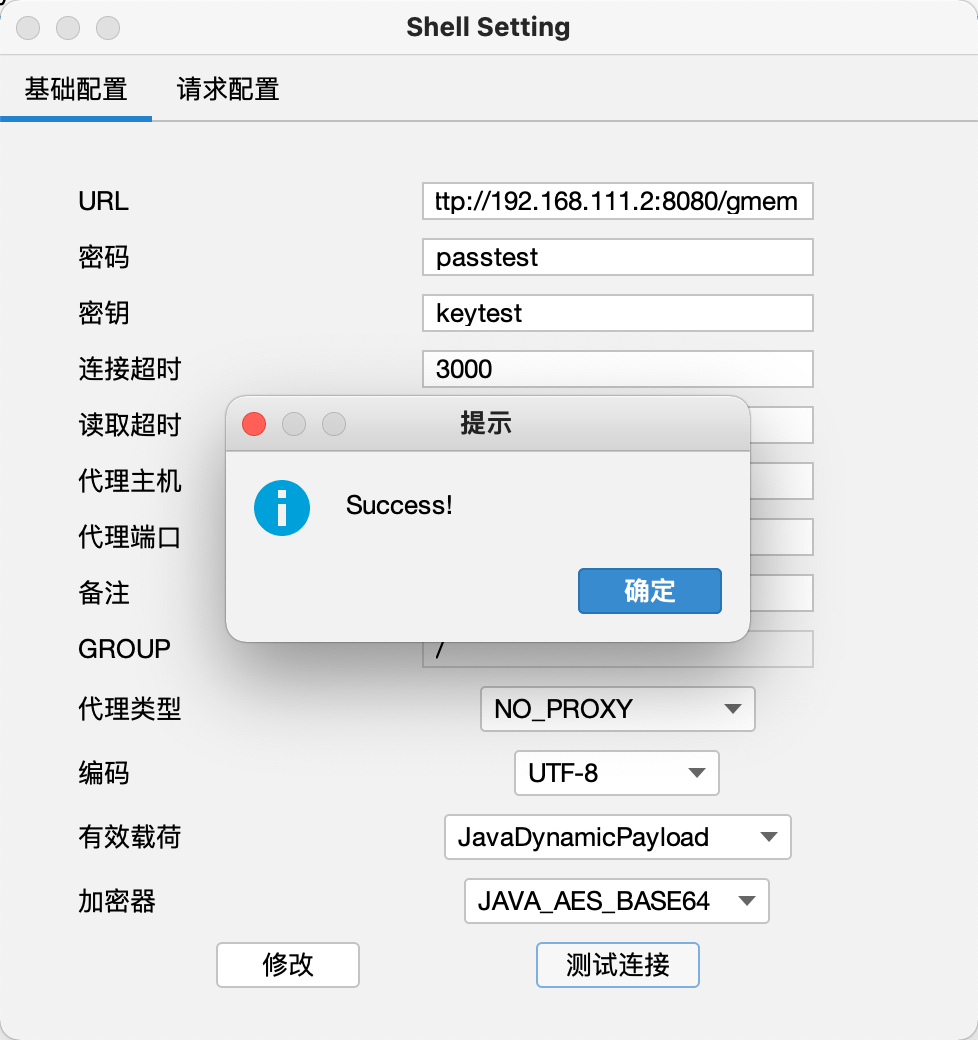 Shell Setting
基础配置 请求配置
URL ttp://192.168.111.2:8080/gmem
密码 passtest
密钥 keytest
连接超时 3000
读取超时
提示
代理主机
Success!
代理端口
备注
确定
GROUP /
代理类型 NO_PROXY
编码 UTF-8
有效载荷 JavaDynamicPayload
加密器 JAVA_AES_BASE64
修改 测试连接